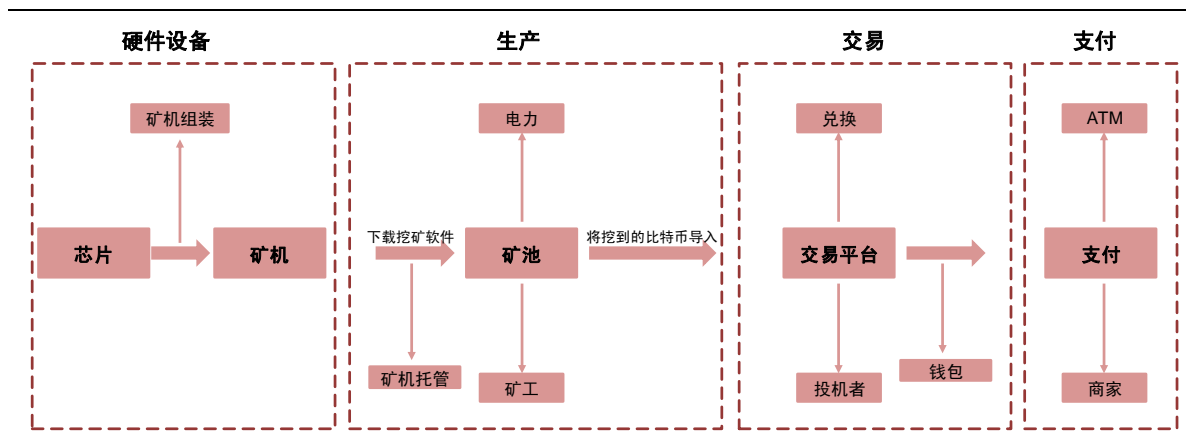 硬件设备
生产
交易
支付
矿机组装
电力
兑换
ATM
下载挖矿软件
将挖到的比特币导入
芯片
矿机
矿池
交易平台
支付
矿机托管
矿工
投机者
钱包
商家